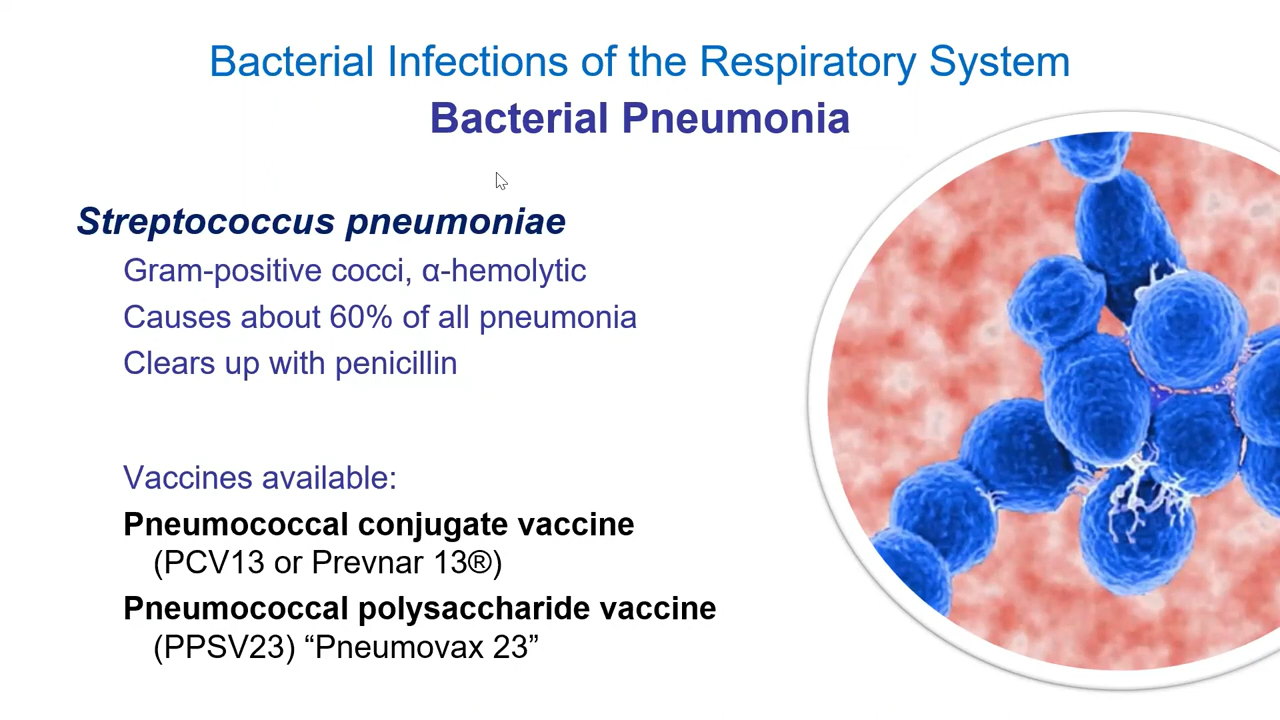 Bacterial Infections of the Respiratory System
Bacterial Pneumonia
Streptococcus pneumoniae
Gram-positive cocci, α-hemolytic
Causes about 60% of all pneumonia
Clears up with penicillin
Vaccines available:
Pneumococcal conjugate vaccine
(PCV13 or Prevnar 13®)
Pneumococcal polysaccharide vaccine
(PPSV23) “Pneumovax 23”